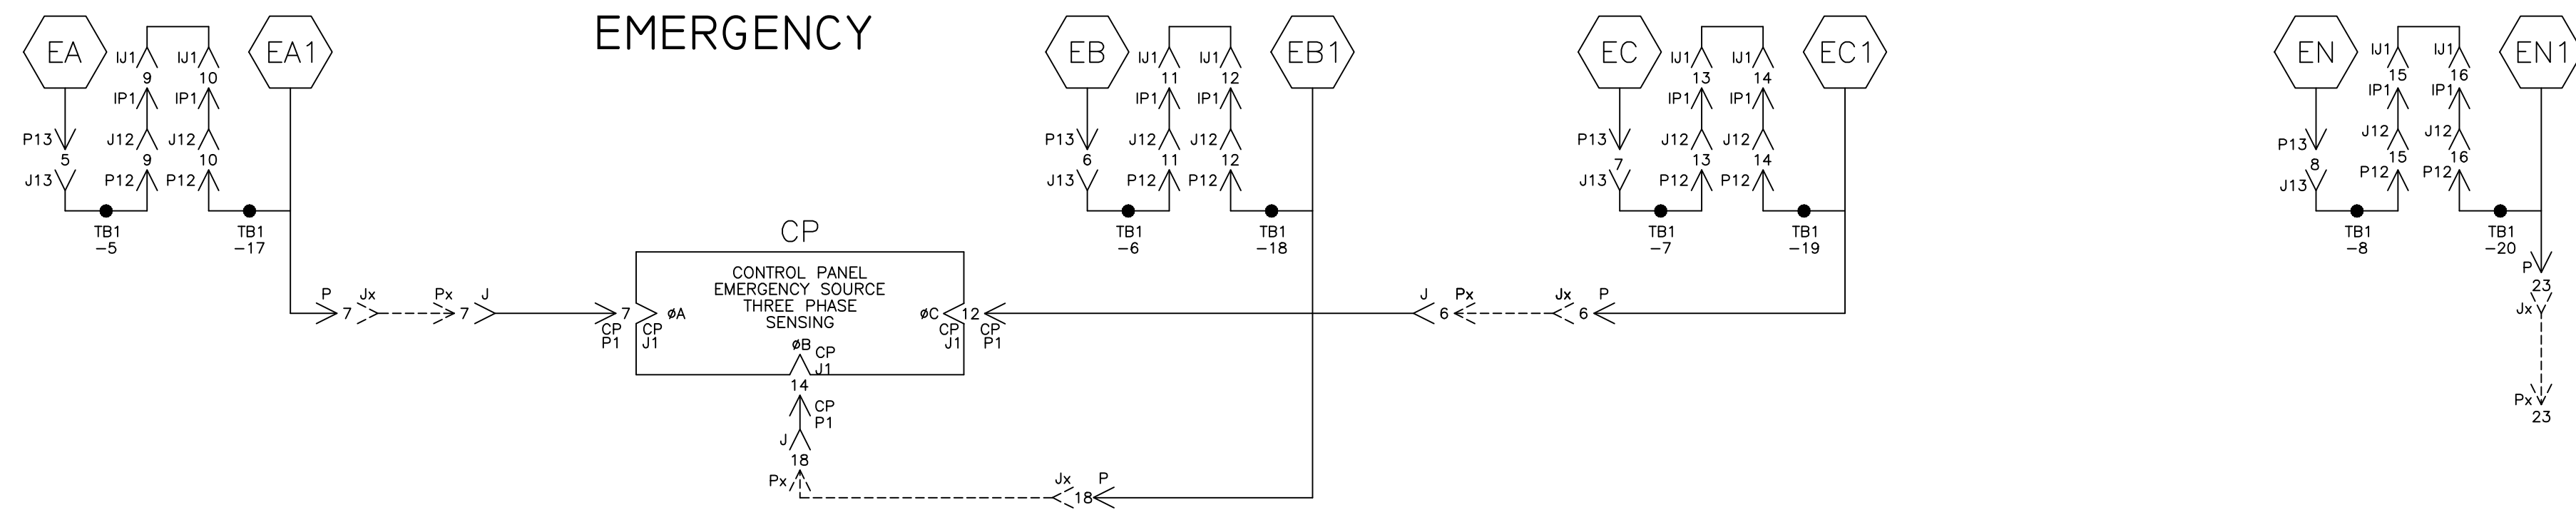 EMERGENCY
EA
IJ1
IJ1
EA1
9
10
IP1
IP1
P13
J12
J12
5
9
10
J13
P12
P12
TB1
-5
TB1
-17
EB
IJ1
IJ1
EB1
11
12
IP1
IP1
P13
J12
J12
6
11
12
J13
P12
P12
TB1
-6
TB1
-18
EC
IJ1
IJ1
EC1
13
14
IP1
IP1
P13
J12
J12
7
13
14
J13
P12
P12
TB1
-7
TB1
-19
EN
IJ1
IJ1
EN1
15
16
IP1
IP1
P13
J12
J12
8
15
16
J13
P12
P12
TB1
-8
TB1
-20
P
23
Jx
Px
23
CP
CONTROL PANEL
EMERGENCY SOURCE
THREE PHASE
SENSING
P
7
Jx
Px
7
J
7
CP
P1
CP
J1
øA
øC
CP
J1
12
CP
P1
J
6
Px
Jx
6
P
øB
CP
J1
14
CP
P1
J
18
Px
Jx
18
P